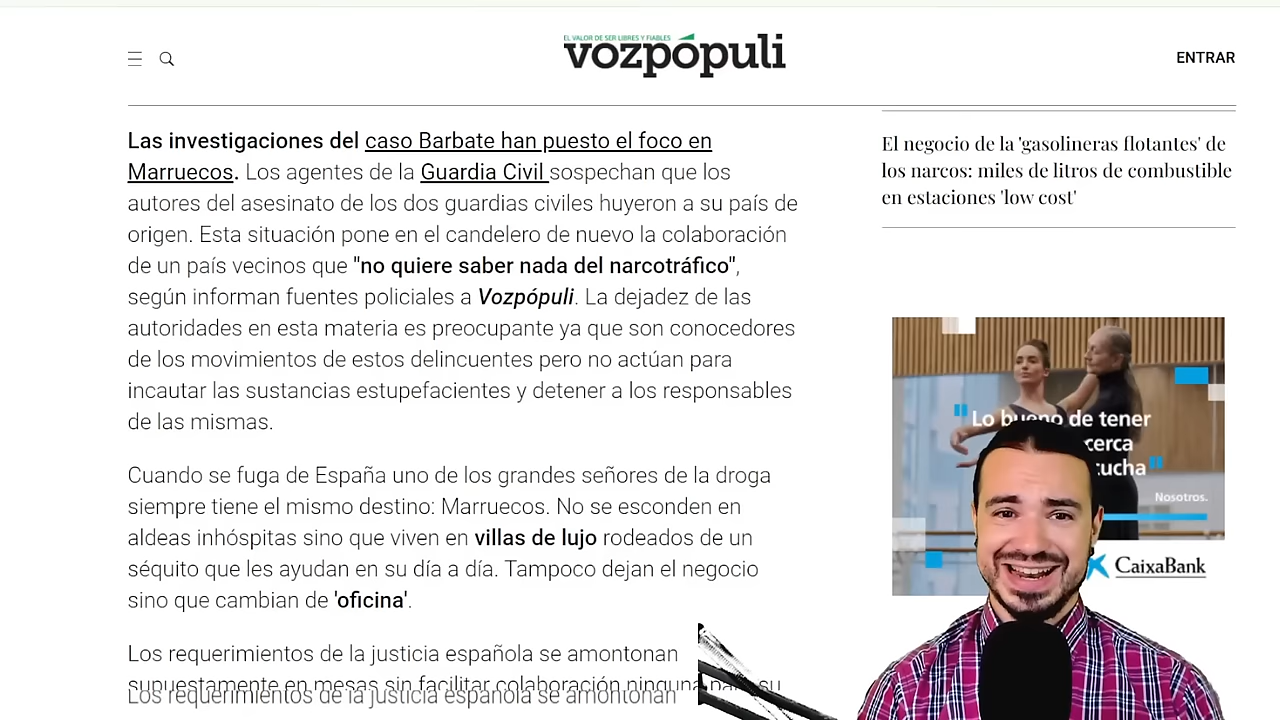 EL VALOR DE SER LIBRES Y FIABLES
vozpópuli
ENTRAR
Las investigaciones del caso Barbate han puesto el foco en
Marruecos. Los agentes de la Guardia Civil sospechan que los
autores del asesinato de los dos guardias civiles huyeron a su país de
origen. Esta situación pone en el candelero de nuevo la colaboración
de un país vecinos que "no quiere saber nada del narcotráfico",
según informan fuentes policiales a Vozpópuli. La dejadez de las
autoridades en esta materia es preocupante ya que son conocedores
de los movimientos de estos delincuentes pero no actúan para
incautar las sustancias estupefacientes y detener a los responsables
de las mismas.
Cuando se fuga de España uno de los grandes señores de la droga
siempre tiene el mismo destino: Marruecos. No se esconden en
aldeas inhóspitas sino que viven en villas de lujo rodeados de un
séquito que les ayudan en su día a día. Tampoco dejan el negocio
sino que cambian de 'oficina'.
Los requerimientos de la justicia española se amontonan
supuestamente en mesas sin facilitar colaboración ninguna para su
Los requerimientos de la justicia española se amontonan
El negocio de la 'gasolineras flotantes' de
los narcos: miles de litros de combustible
en estaciones 'low cost'
"Lo bueno de tener
cerca
Nosotros.
CaixaBank